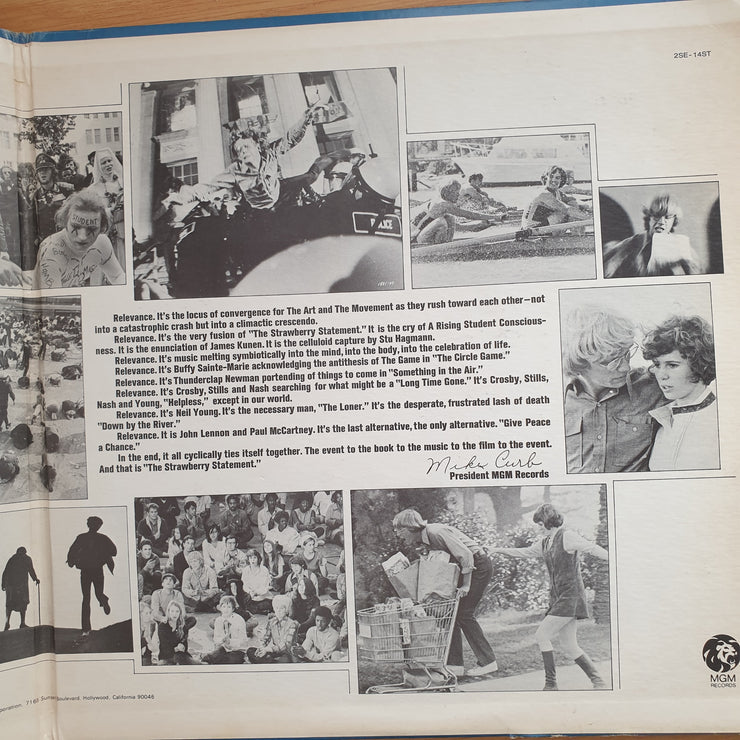 2SE-14ST
STUDENT
POLICE
Relevance. It's the locus of convergence for The Art and The Movement as they rush toward each other—not
into a catastrophic crash but into a climactic crescendo.
Relevance. It's the very fusion of "The Strawberry Statement." It is the cry of A Rising Student Conscious-
ness. It is the enunciation of James Kunen. It is the celluloid capture by Stu Hagmann.
Relevance. It's music melting symbiotically into the mind, into the body, into the celebration of life.
Relevance. It's Buffy Sainte-Marie acknowledging the antithesis of The Game in "The Circle Game."
Relevance. It's Thunderclap Newman portending of things to come in "Something in the Air."
Relevance. It's Crosby, Stills and Nash searching for what might be a "Long Time Gone." It's Crosby, Stills,
Nash and Young, "Helpless," except in our world.
Relevance. It's Neil Young. It's the necessary man, "The Loner." It's the desperate, frustrated lash of death
"Down by the River."
Relevance. It is John Lennon and Paul McCartney. It's the last alternative, the only alternative. "Give Peace
a Chance."
In the end, it all cyclically ties itself together. The event to the book to the music to the film to the event.
And that is "The Strawberry Statement."
Mike Curb
President MGM Records
MGM
RECORDS
poration, 7165 Sunset Boulevard, Hollywood, California 90046